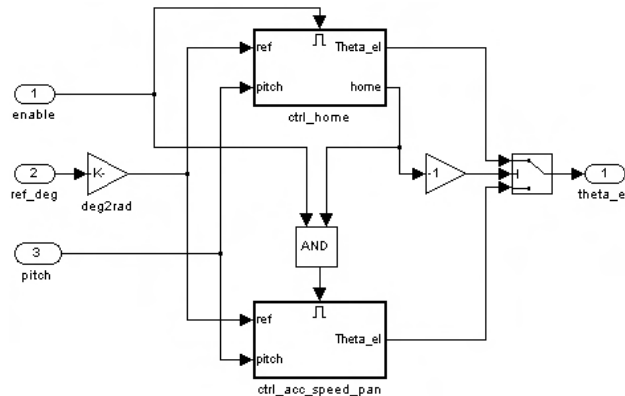 1
enable
ref
pitch
Theta_el
home
ctrl_home
2
ref_deg
-K-
deg2rad
-1
1
theta_e
3
pitch
AND
ref
pitch
Theta_el
ctrl_acc_speed_pan